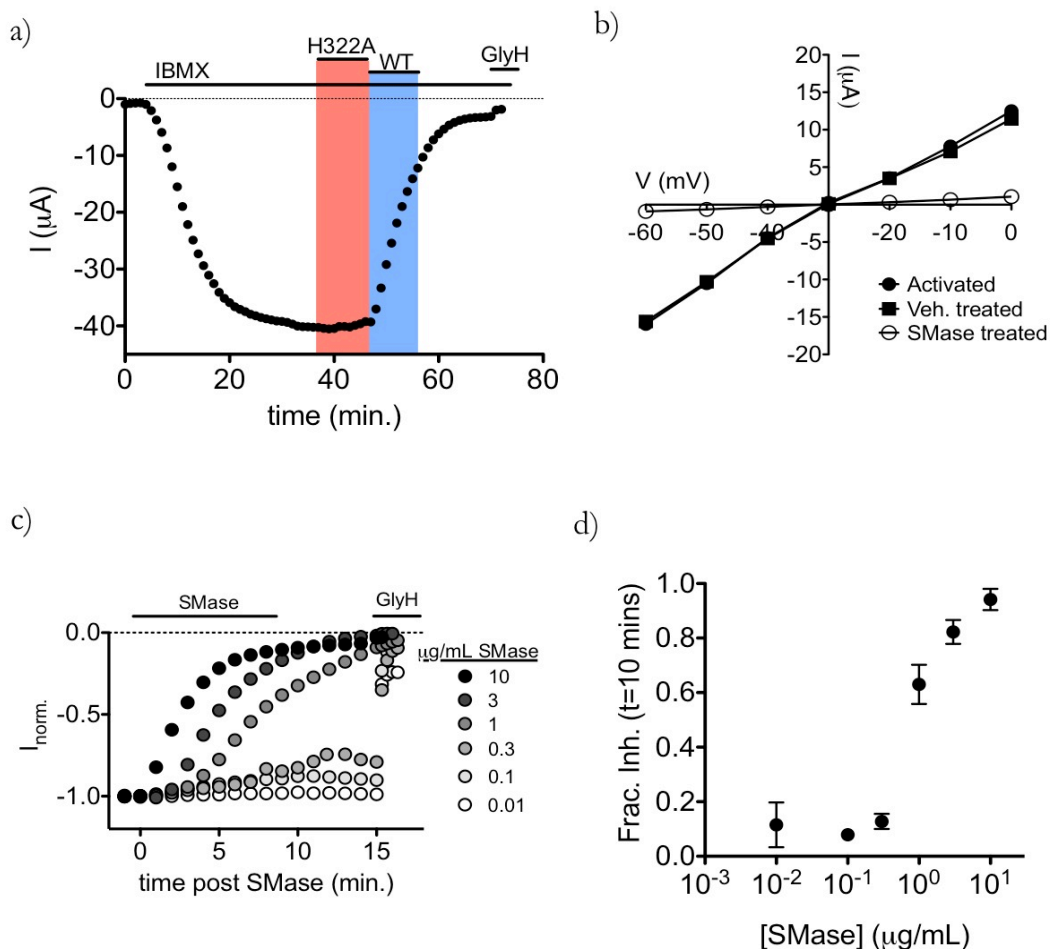 a)
H322A
WT
GlyH
IBMX
0
-10
-20
-30
-40
I (μA)
0 20 40 60 80
time (min.)
b)
I (μA)
20
15
10
5
-5
-10
-15
-20
V (mV)
-60 -50 -40 -20 -10 0
Activated
Veh. treated
SMase treated
c)
SMase
GlyH
0.0
-0.5
-1.0
Inorm.
0 5 10 15
time post SMase (min.)
μg/mL SMase
10
3
1
0.3
0.1
0.01
d)
Frac. Inh. (t=10 mins)
1.0
0.8
0.6
0.4
0.2
0.0
10-3 10-2 10-1 100 101
[SMase] (μg/mL)